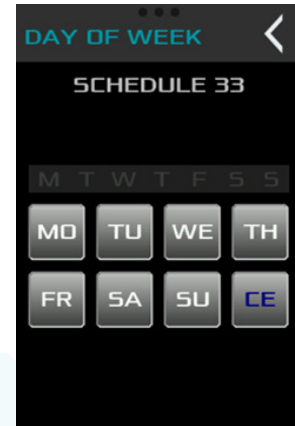 DAY OF WEEK
SCHEDULE 33
M T W T F S S
MO TU WE TH
FR SA SU CE